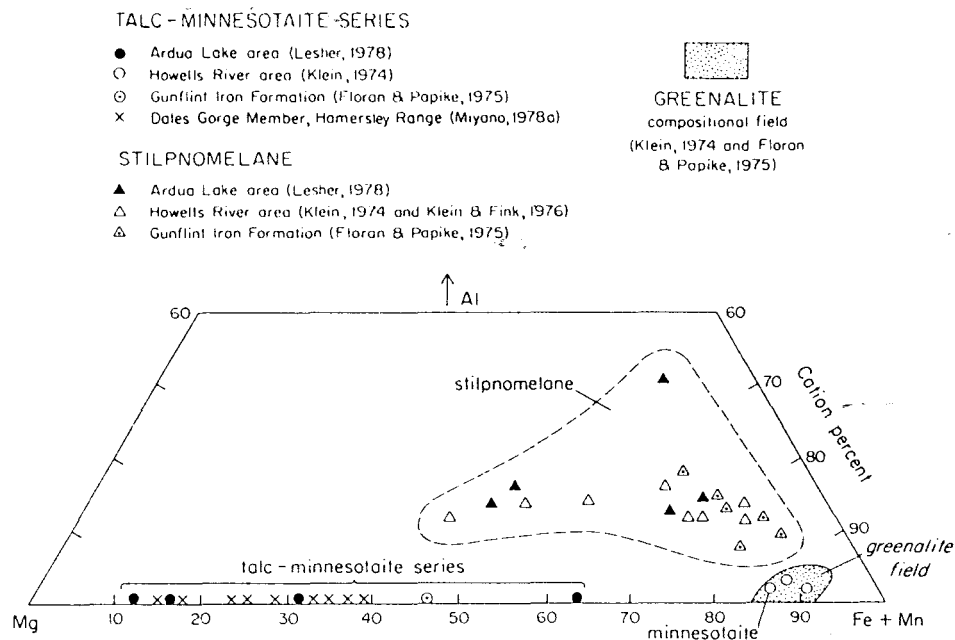 TALC-MINNESOTAITE-SERIES
Ardua Lake area (Lesher, 1978)
Howells River area (Klein, 1974)
Gunflint Iron Formation (Floran & Papike, 1975)
Dales Gorge Member, Hamersley Range (Miyano, 1978a)
STILPNOMELANE
Ardua Lake area (Lesher, 1978)
Howells River area (Klein, 1974 and Klein & Fink, 1976)
Gunflint Iron Formation (Floran & Papike, 1975)
GREENALITE
compositional field
(Klein, 1974 and Floran
& Papike, 1975)
Al
60
60
stilpnomelane
70
Cation percent
80
90
greenalite
field
talc-minnesotaite series
Mg
10 20 30 40 50 60 70 80 90
Fe + Mn
minnesotaite